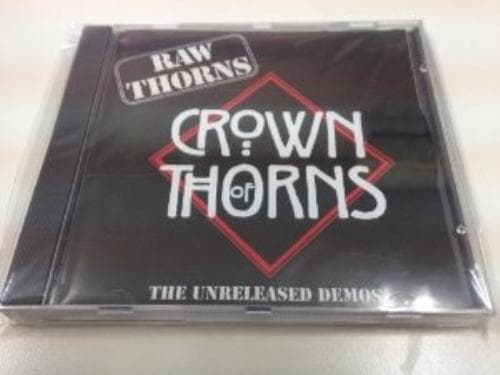 RAW
THORNS
CROWN
OF
THORNS
THE UNRELEASED DEMOS